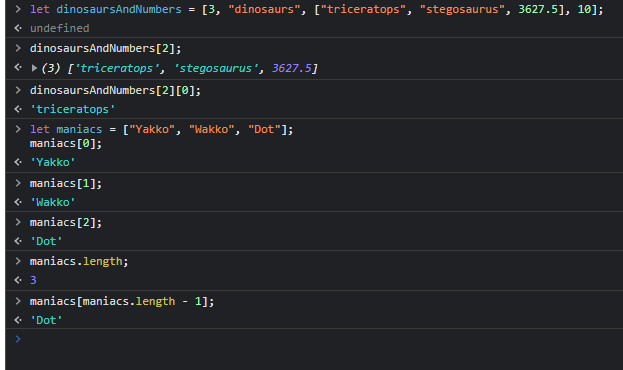 let dinosaursAndNumbers = [3, "dinosaurs", ["triceratops", "stegosaurus", 3627.5], 10];
undefined
dinosaursAndNumbers[2];
(3) ['triceratops', 'stegosaurus', 3627.5]
dinosaursAndNumbers[2][0];
'triceratops'
let maniacs = ["Yakko", "Wakko", "Dot"];
maniacs[0];
'Yakko'
maniacs[1];
'Wakko'
maniacs[2];
'Dot'
maniacs.length;
3
maniacs[maniacs.length - 1];
'Dot'